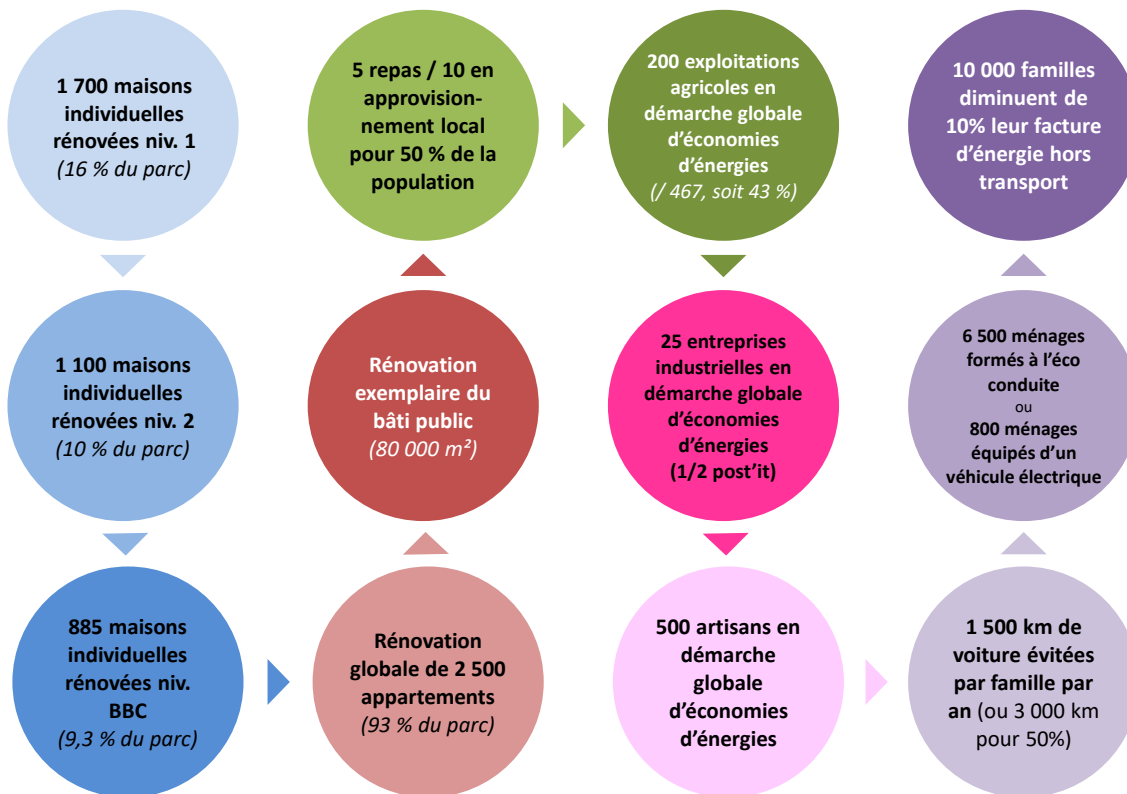 1 700 maisons
individuelles
rénovées niv. 1
(16 % du parc)
1 100 maisons
individuelles
rénovées niv. 2
(10 % du parc)
885 maisons
individuelles
rénovées niv.
BBC
(9,3 % du parc)
Rénovation
globale de 2 500
appartements
(93 % du parc)
Rénovation
exemplaire du
bâti public
(80 000 m²)
5 repas / 10 en
approvision-
nement local
pour 50 % de la
population
200 exploitations
agricoles en
démarche globale
d'économies
d'énergies
(/ 467, soit 43 %)
25 entreprises
industrielles en
démarche globale
d'économies
d'énergies
(1/2 post'it)
500 artisans en
démarche
globale
d'économies
d'énergies
1 500 km de
voiture évitées
par famille par
an (ou 3 000 km
pour 50%)
6 500 ménages
formés à l'éco
conduite
ou
800 ménages
équipés d'un
véhicule électrique
10 000 familles
diminuent de
10% leur facture
d'énergie hors
transport